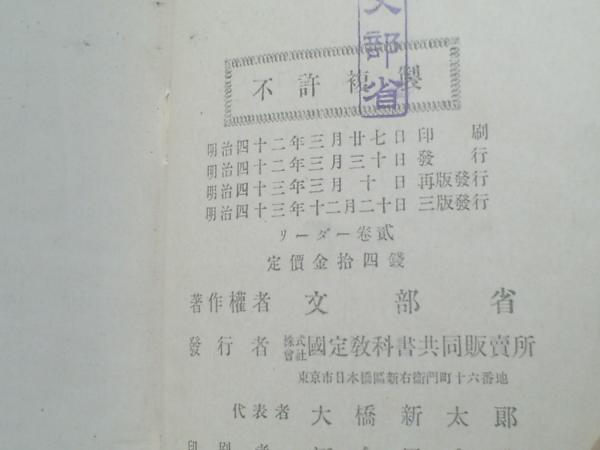 文部省
不許複製
明治四十二年三月廿七日印刷
明治四十二年三月三十日發行
明治四十三年三月十日再版發行
明治四十三年十二月二十日三版發行
リーダー卷貳
定價金拾四錢
著作權者 文部省
發行者 株式會社 國定敎科書共同販賣所
東京市日本橋區新右衞門町十六番地
代表者 大橋新太郞